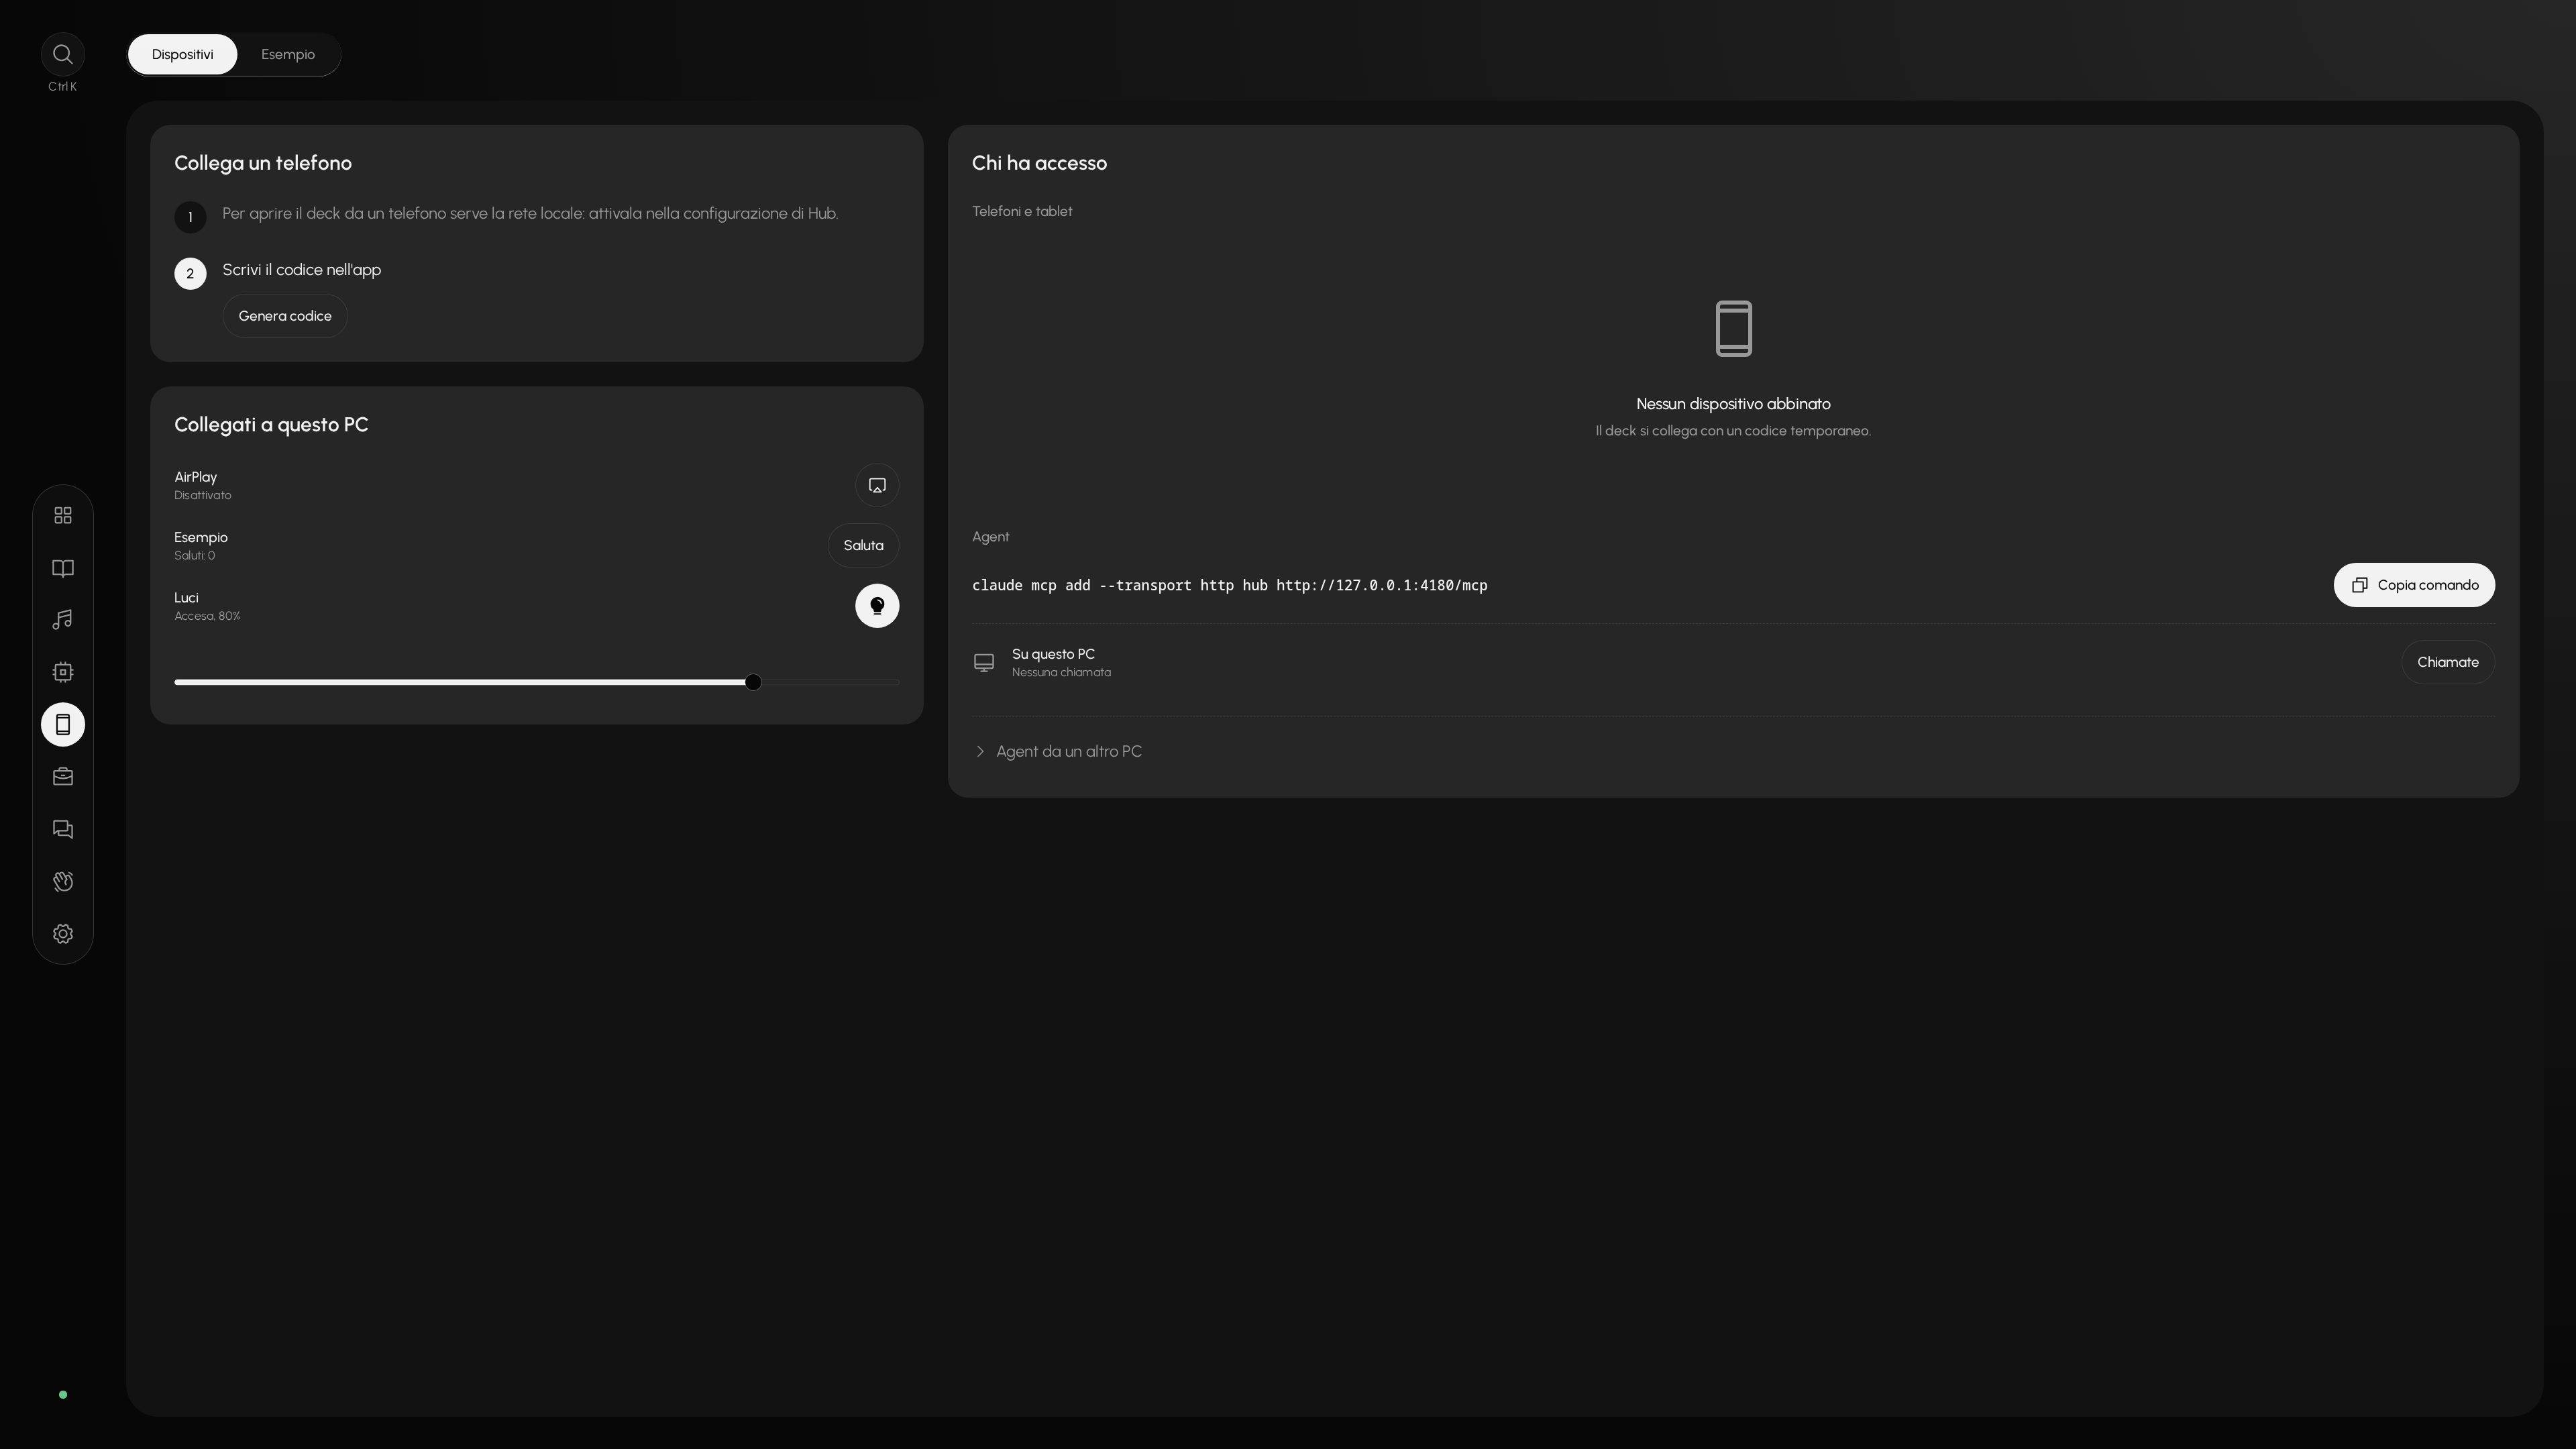 Ctrl K
Dispositivi
Esempio
Collega un telefono
1
Per aprire il deck da un telefono serve la rete locale: attivala nella configurazione di Hub.
2
Scrivi il codice nell'app
Genera codice
Collegati a questo PC
AirPlay
Disattivato
Esempio
Saluti: 0
Saluta
Luci
Accesa, 80%
Chi ha accesso
Telefoni e tablet
Nessun dispositivo abbinato
Il deck si collega con un codice temporaneo.
Agent
claude mcp add --transport http hub http://127.0.0.1:4180/mcp
Copia comando
Su questo PC
Nessuna chiamata
Chiamate
Agent da un altro PC